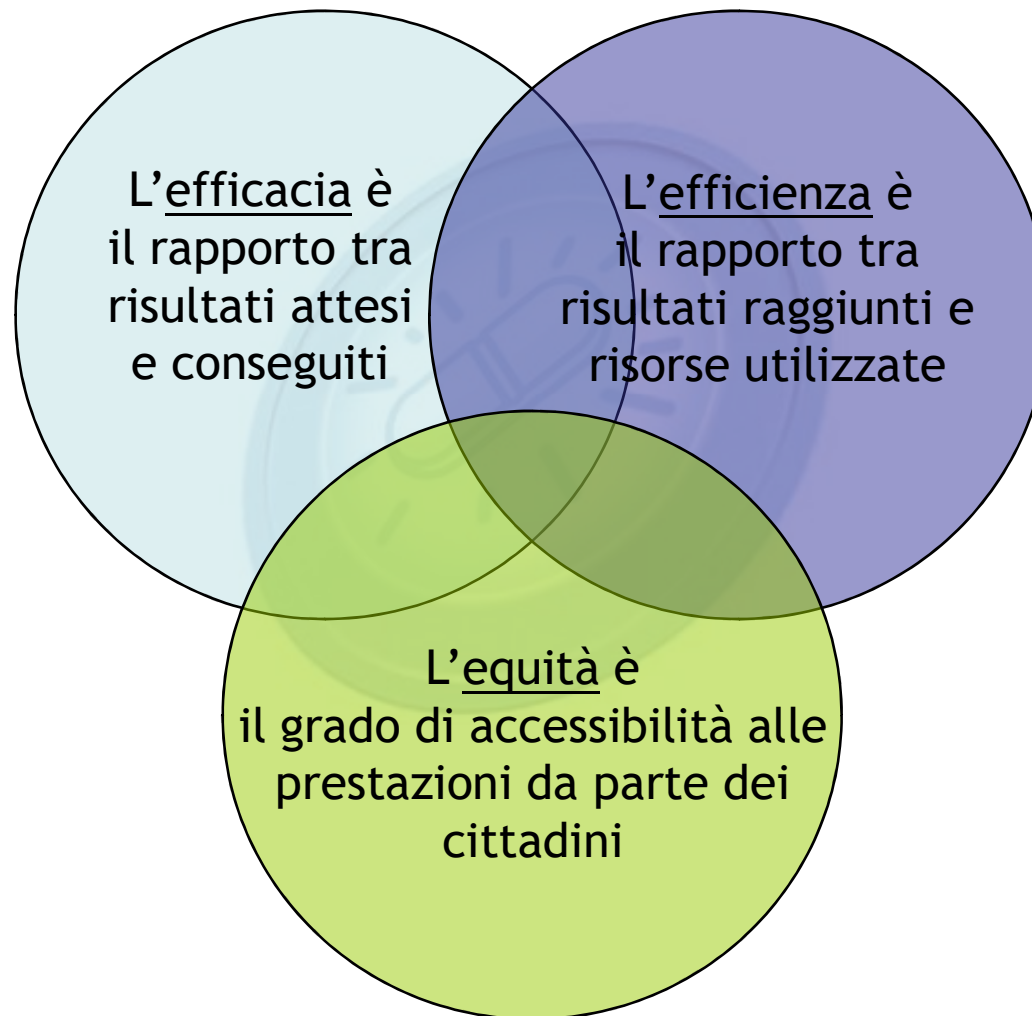 L’efficacia è
il rapporto tra
risultati attesi
e conseguiti
L’efficienza è
il rapporto tra
risultati raggiunti e
risorse utilizzate
L’equità è
il grado di accessibilità alle
prestazioni da parte dei
cittadini